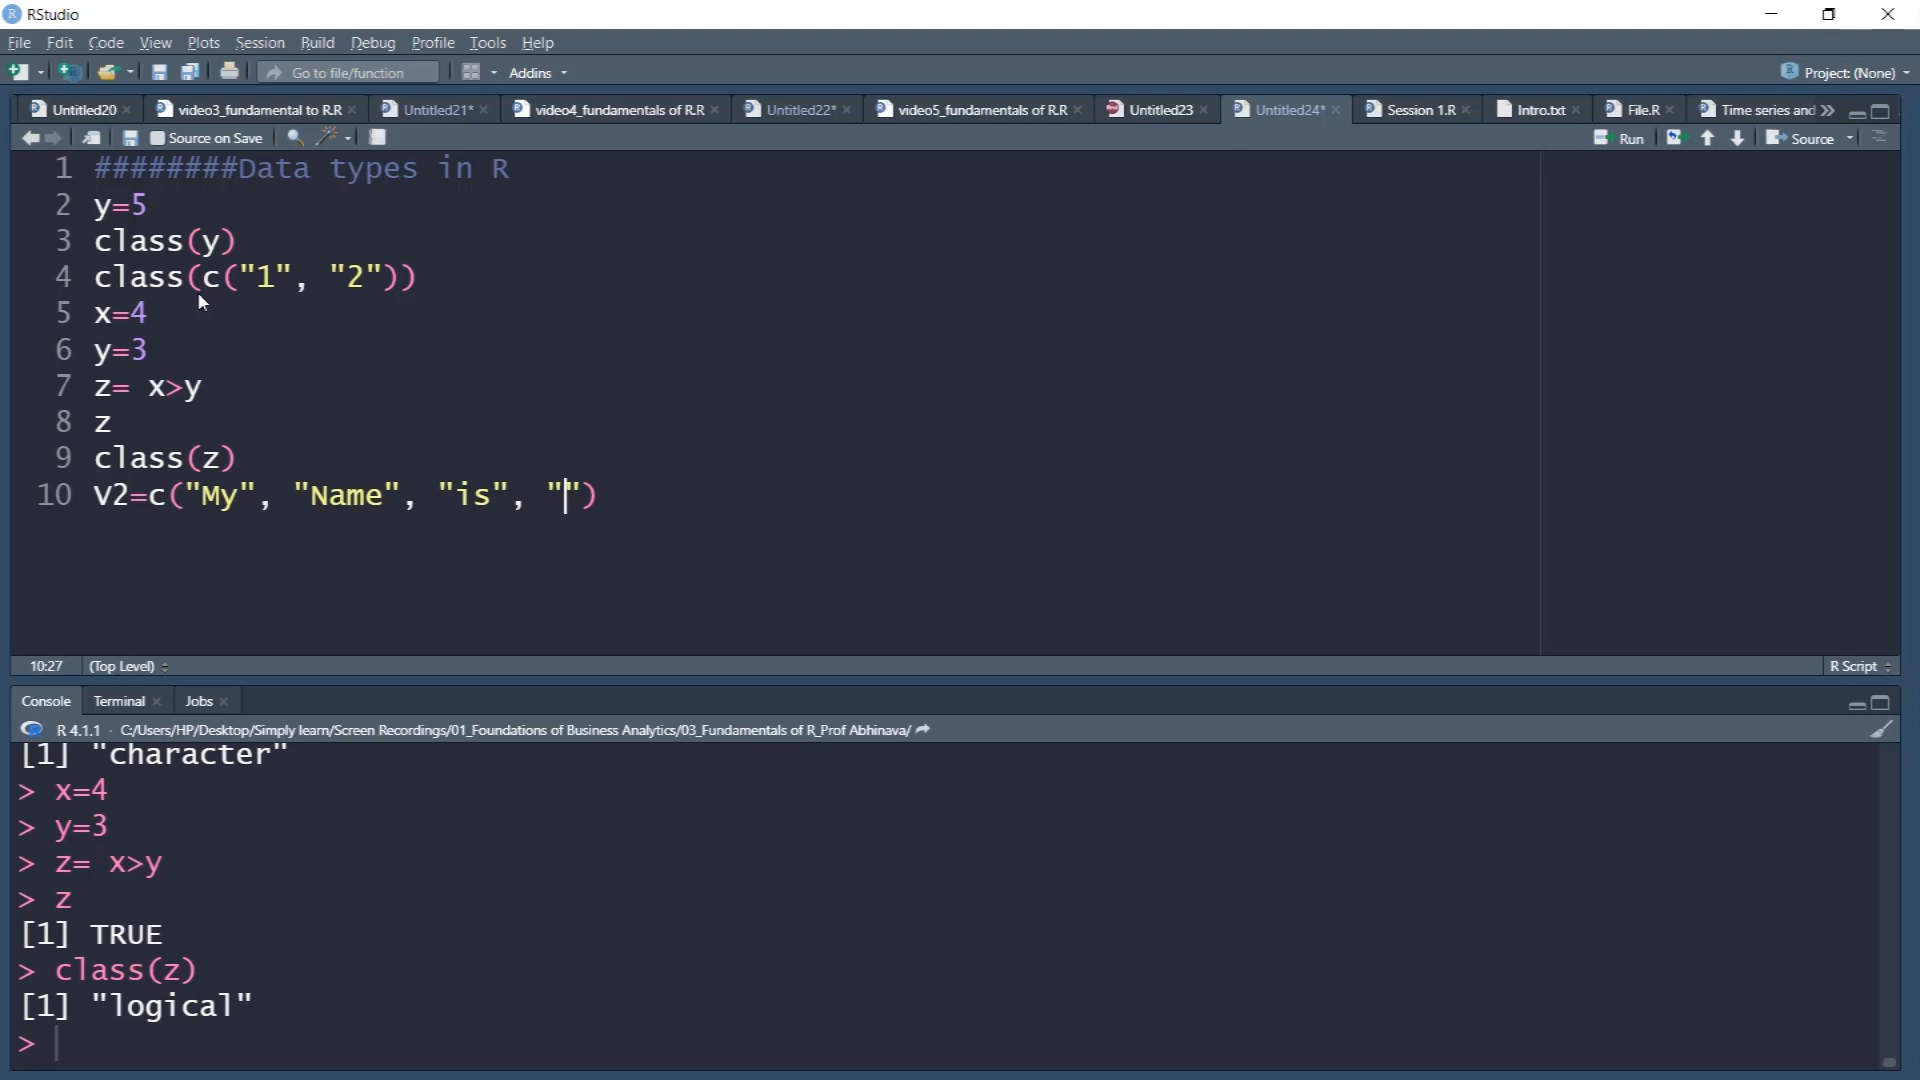 RStudio
File Edit Code View Plots Session Build Debug Profile Tools Help
Go to file/function Addins Project: (None)
Untitled20 video3_fundamental to R.R Untitled21* video4_fundamentals of R.R Untitled22* video5_fundamentals of R.R Untitled23 Untitled24* Session 1.R Intro.txt File.R Time series and
Source on Save Run Source
1 ########Data types in R
2 y=5
3 class(y)
4 class(c("1", "2"))
5 x=4
6 y=3
7 z= x>y
8 z
9 class(z)
10 V2=c("My", "Name", "is", "")
10:27 (Top Level) R Script
Console Terminal Jobs
R 4.1.1 · C:/Users/HP/Desktop/Simply learn/Screen Recordings/01_Foundations of Business Analytics/03_Fundamentals of R_Prof Abhinava/
[1] "character"
> x=4
> y=3
> z= x>y
> z
[1] TRUE
> class(z)
[1] "logical"
>